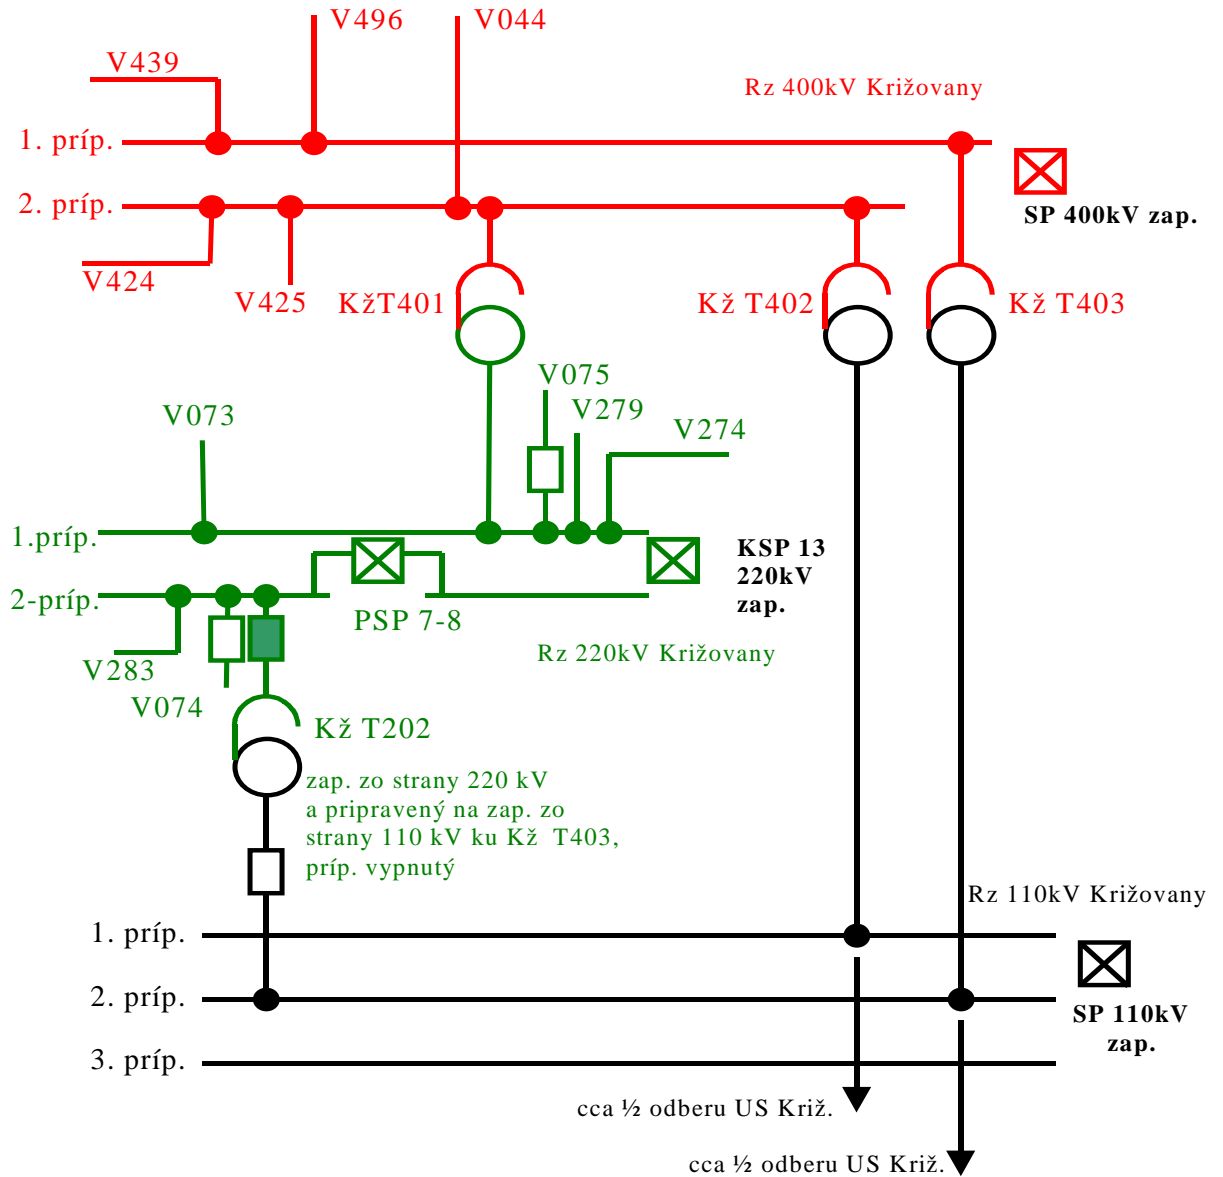 V496
V044
V439
Rz 400kV Križovany
1. príp.
2. príp.
SP 400kV zap.
V424
V425
KžT401
Kž T402
Kž T403
V075
V279
V073
V274
1.príp.
KSP 13
220kV
zap.
2-príp.
PSP 7-8
Rz 220kV Križovany
V283
V074
Kž T202
zap. zo strany 220 kV
a pripravený na zap. zo
strany 110 kV ku Kž T403,
príp. vypnutý
Rz 110kV Križovany
1. príp.
2. príp.
SP 110kV
zap.
3. príp.
cca ½ odberu US Križ.
cca ½ odberu US Križ.